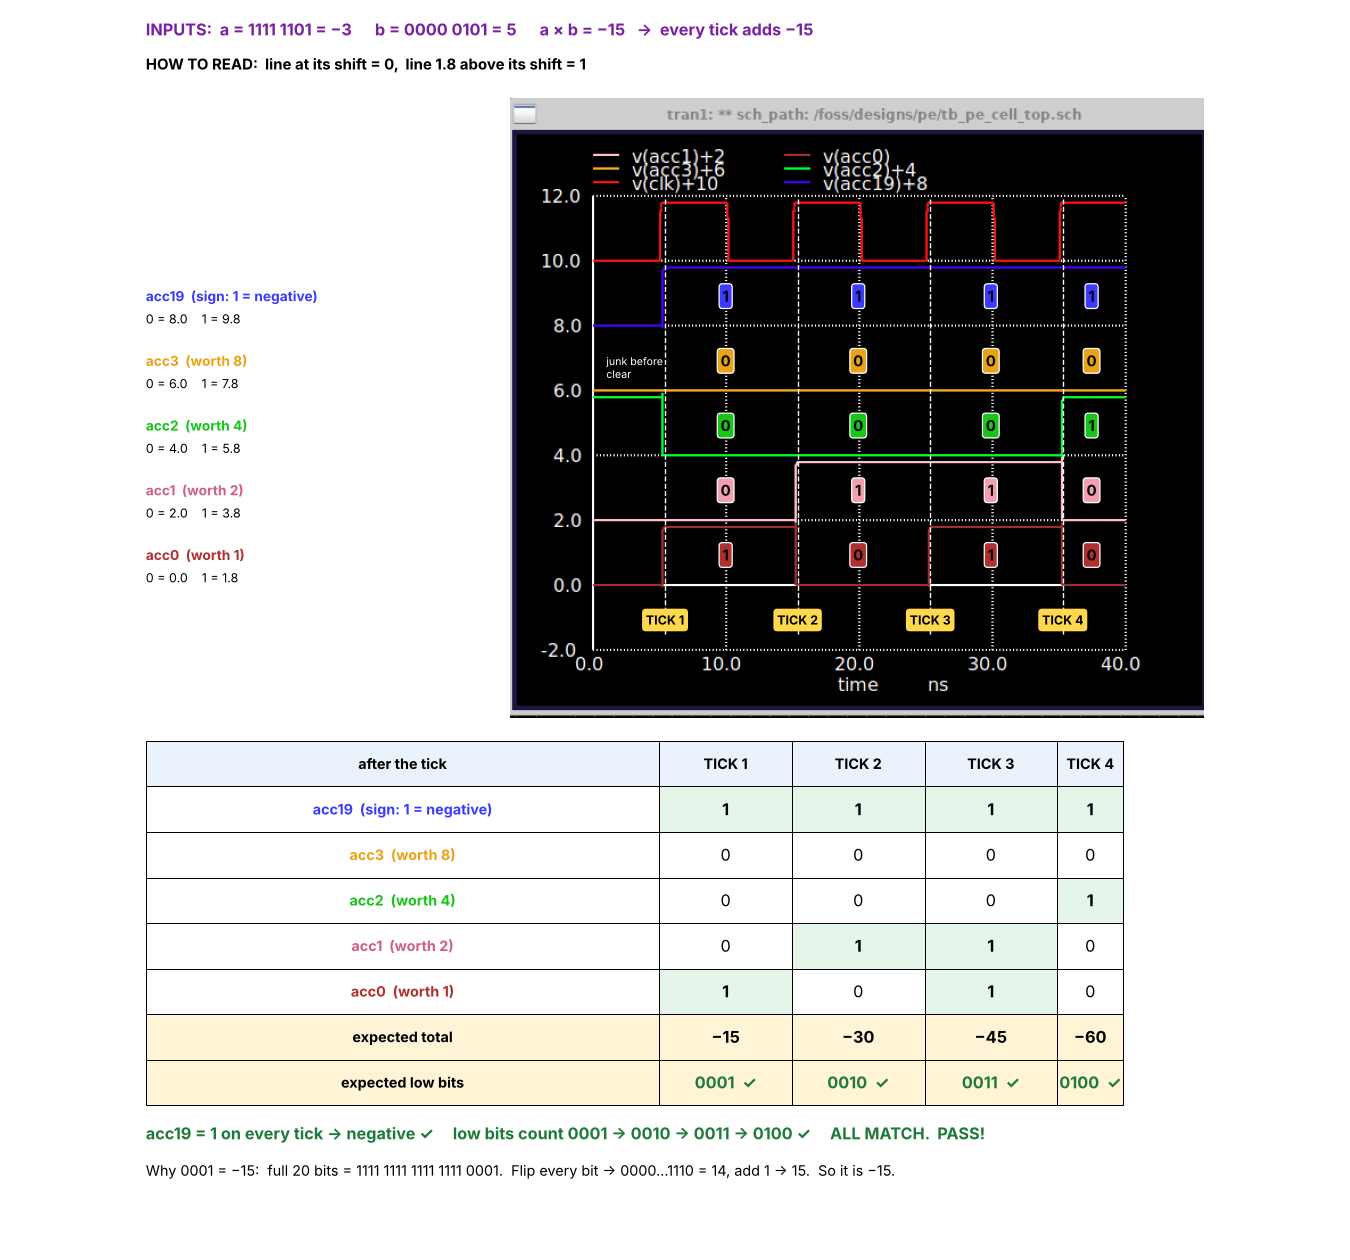 INPUTS: a = 1111 1101 = −3 b = 0000 0101 = 5 a × b = −15 → every tick adds −15
HOW TO READ: line at its shift = 0, line 1.8 above its shift = 1
tran1: ** sch_path: /foss/designs/pe/tb_pe_cell_top.sch
v(acc1)+2 v(acc0)
v(acc3)+6 v(acc2)+4
v(clk)+10 v(acc19)+8
12.0
10.0
acc19 (sign: 1 = negative)
0 = 8.0 1 = 9.8
1 1 1 1
8.0
acc3 (worth 8)
0 = 6.0 1 = 7.8
junk before
clear
0 0 0 0
6.0
acc2 (worth 4)
0 = 4.0 1 = 5.8
0 0 0 1
4.0
acc1 (worth 2)
0 = 2.0 1 = 3.8
0 1 1 0
2.0
acc0 (worth 1)
0 = 0.0 1 = 1.8
1 0 1 0
0.0
TICK 1 TICK 2 TICK 3 TICK 4
-2.0
0.0 10.0 20.0 30.0 40.0
time ns
after the tick TICK 1 TICK 2 TICK 3 TICK 4
acc19 (sign: 1 = negative) 1 1 1 1
acc3 (worth 8) 0 0 0 0
acc2 (worth 4) 0 0 0 1
acc1 (worth 2) 0 1 1 0
acc0 (worth 1) 1 0 1 0
expected total −15 −30 −45 −60
expected low bits 0001 ✓ 0010 ✓ 0011 ✓ 0100 ✓
acc19 = 1 on every tick → negative ✓ low bits count 0001 → 0010 → 0011 → 0100 ✓ ALL MATCH. PASS!
Why 0001 = −15: full 20 bits = 1111 1111 1111 1111 0001. Flip every bit → 0000...1110 = 14, add 1 → 15. So it is −15.